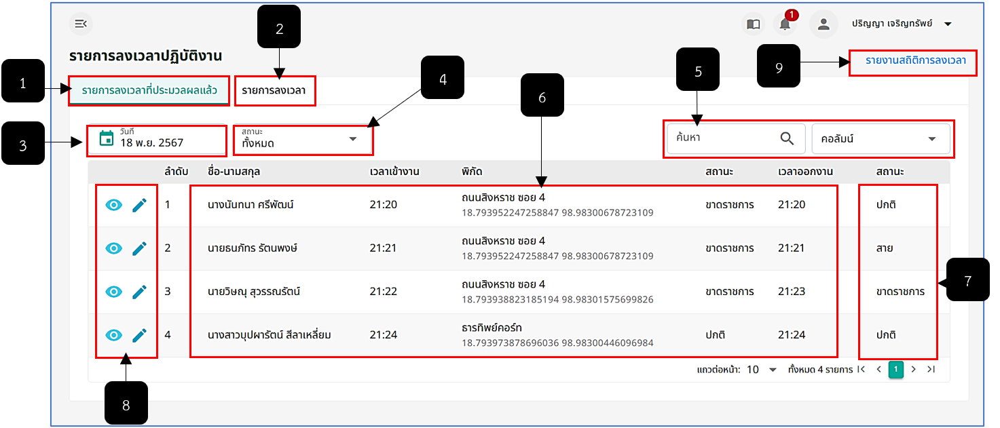 1
ปริญญา เจริญทรัพย์
2
รายการลงเวลาปฏิบัติงาน
9
รายงานสถิติการลงเวลา
5
4
1
รายการลงเวลาที่ประมวลผลแล้ว
รายการลงเวลา
6
3
วันที่
18 พ.ย. 2567
สถานะ
ทั้งหมด
ค้นหา
คอลัมน์
ลำดับ ชื่อ-นามสกุล เวลาเข้างาน พิกัด สถานะ เวลาออกงาน สถานะ
1 นางนันทนา ศรีพัฒน์ 21:20 ถนนสิงหราช ซอย 4 ขาดราชการ 21:20 ปกติ
18.793952247258847 98.98300678723109
2 นายธนภัทร รัตนพงษ์ 21:21 ถนนสิงหราช ซอย 4 ขาดราชการ 21:21 สาย
18.793952247258847 98.98300678723109
3 นายวิษณุ สุวรรณรัตน์ 21:22 ถนนสิงหราช ซอย 4 ขาดราชการ 21:23 ขาดราชการ
18.793938823185194 98.98301575699826
7
4 นางสาวบุปผารัตน์ สีลาเหลี่ยม 21:24 ธารทิพย์คอร์ท ปกติ 21:24 ปกติ
18.793973878696036 98.98300446096984
แถวต่อหน้า: 10 ทั้งหมด 4 รายการ 1
8